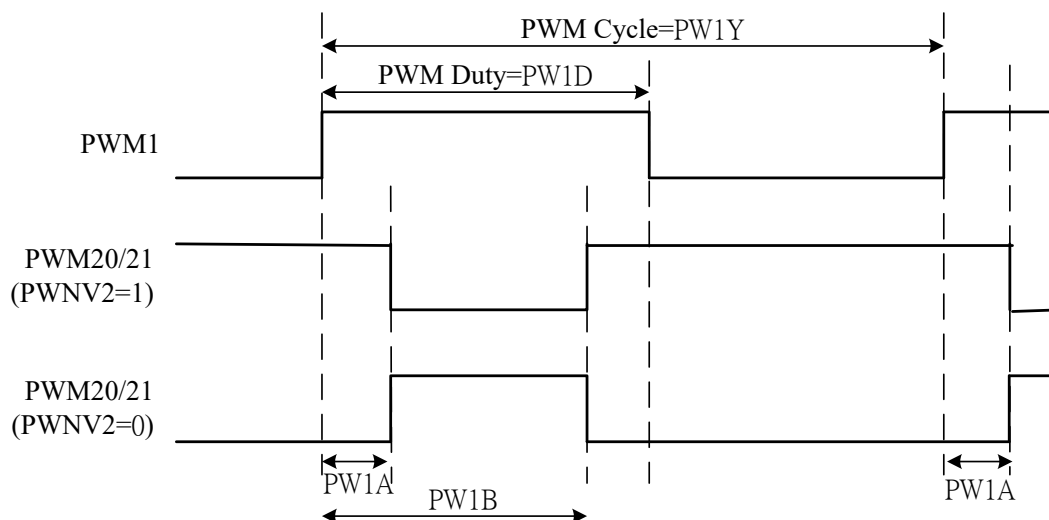 PWM Cycle=PW1Y
PWM Duty=PW1D
PWM1
PWM20/21
(PWNV2=1)
PWM20/21
(PWNV2=0)
PW1A
PW1A
PW1B